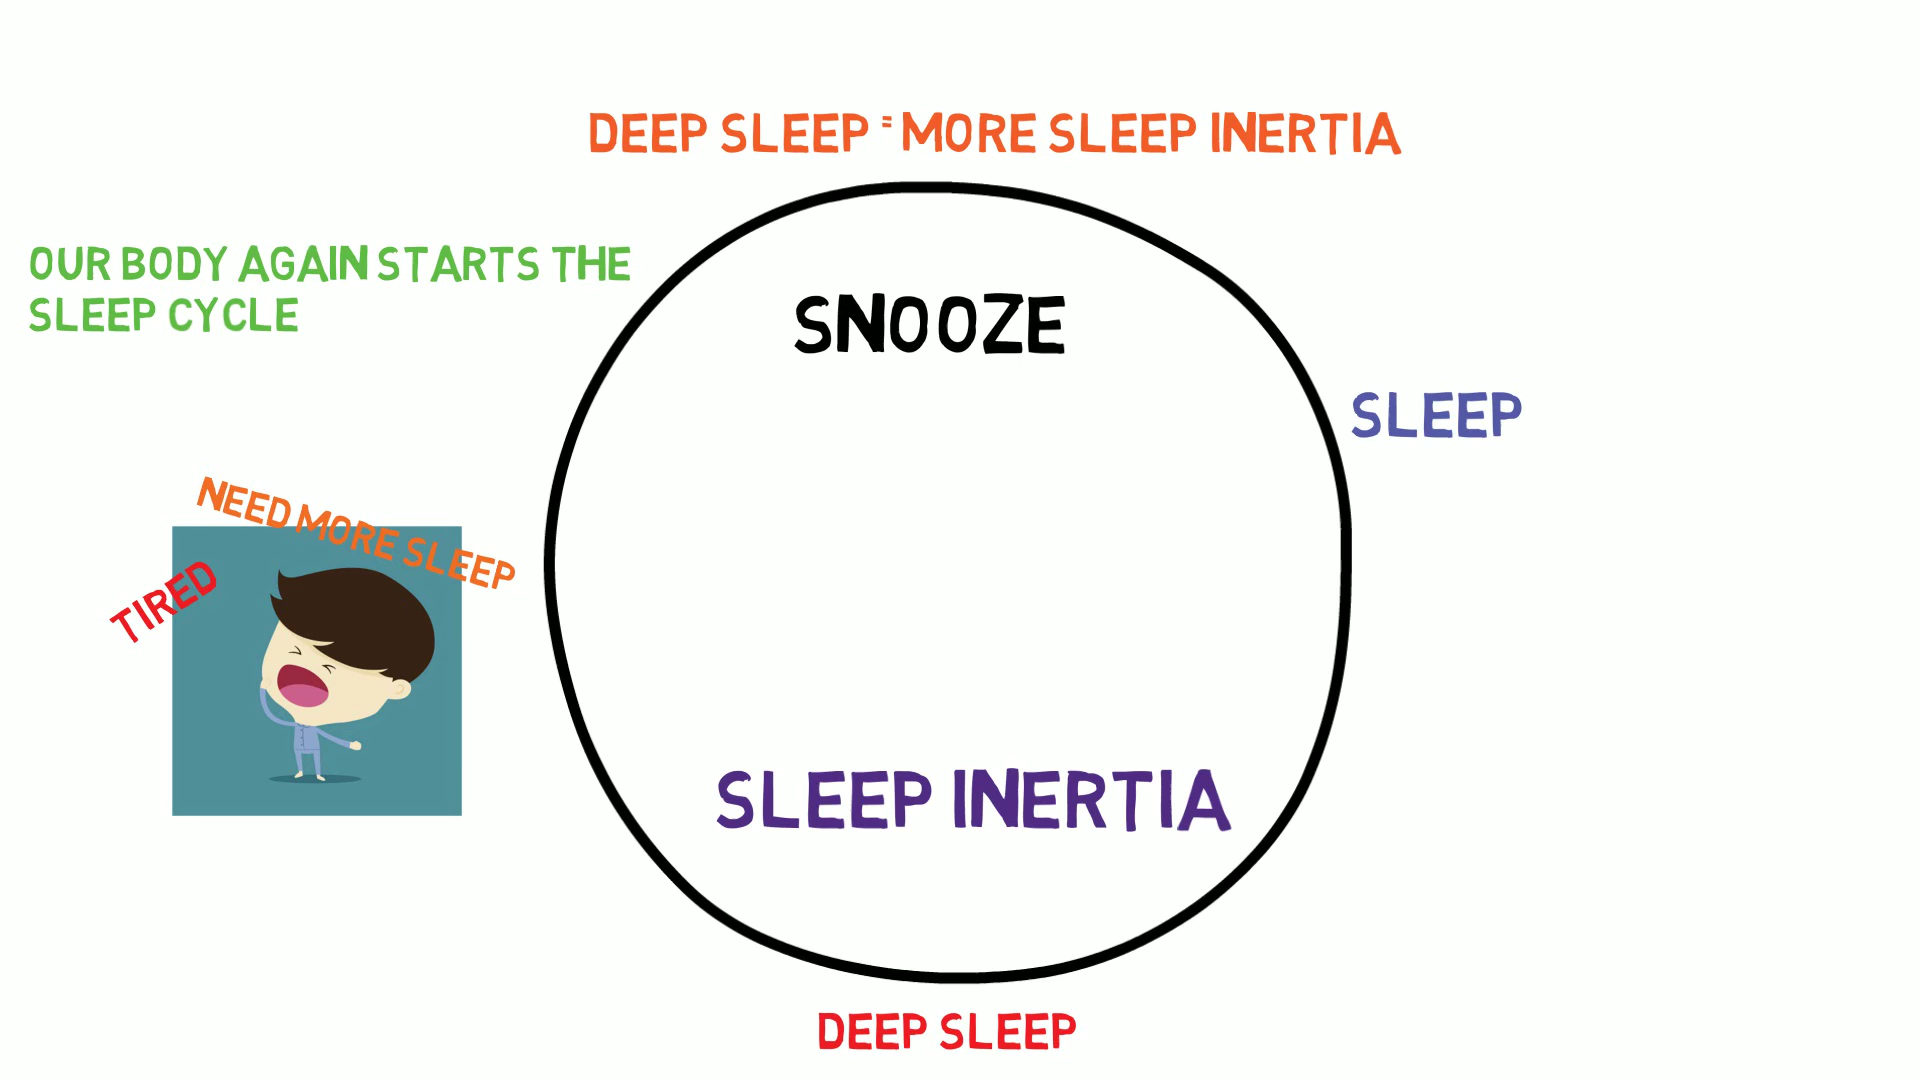 DEEP SLEEP = MORE SLEEP INERTIA
OUR BODY AGAIN STARTS THE
SLEEP CYCLE
SNOOZE
SLEEP
NEED MORE SLEEP
TIRED
SLEEP INERTIA
DEEP SLEEP